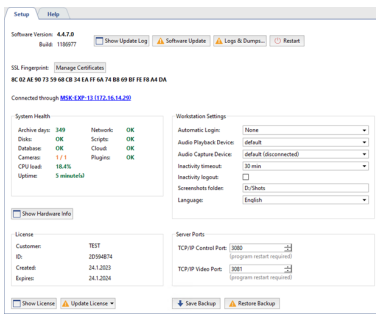 Setup Help
Software Version: 4.4.7.0
Build: 1186977
Show Update Log Software Update Logs & Dumps... Restart
SSL Fingerprint: Manage Certificates
8C 02 AE 90 73 59 68 CB 34 EA FF 6A 74 B8 69 BF FE F8 A4 DA
Connected through MSK-EXP-13 (172.16.14.29)
System Health
Archive days: 349 Network: OK
Disks: OK Scripts: OK
Database: OK Cloud: OK
Cameras: 1 / 1 Plugins: OK
CPU load: 18.4%
Uptime: 5 minute(s)
Show Hardware Info
Workstation Settings
Automatic Login: None
Audio Playback Device: default
Audio Capture Device: default (disconnected)
Inactivity timeout: 30 min
Inactivity logout:
Screenshots folder: D:/Shots
Language: English
License
Customer: TEST
ID: 2D594B74
Created: 24.1.2023
Expires: 24.1.2024
Server Ports
TCP/IP Control Port: 3080
(program restart required)
TCP/IP Video Port: 3081
(program restart required)
Show License Update License
Save Backup Restore Backup